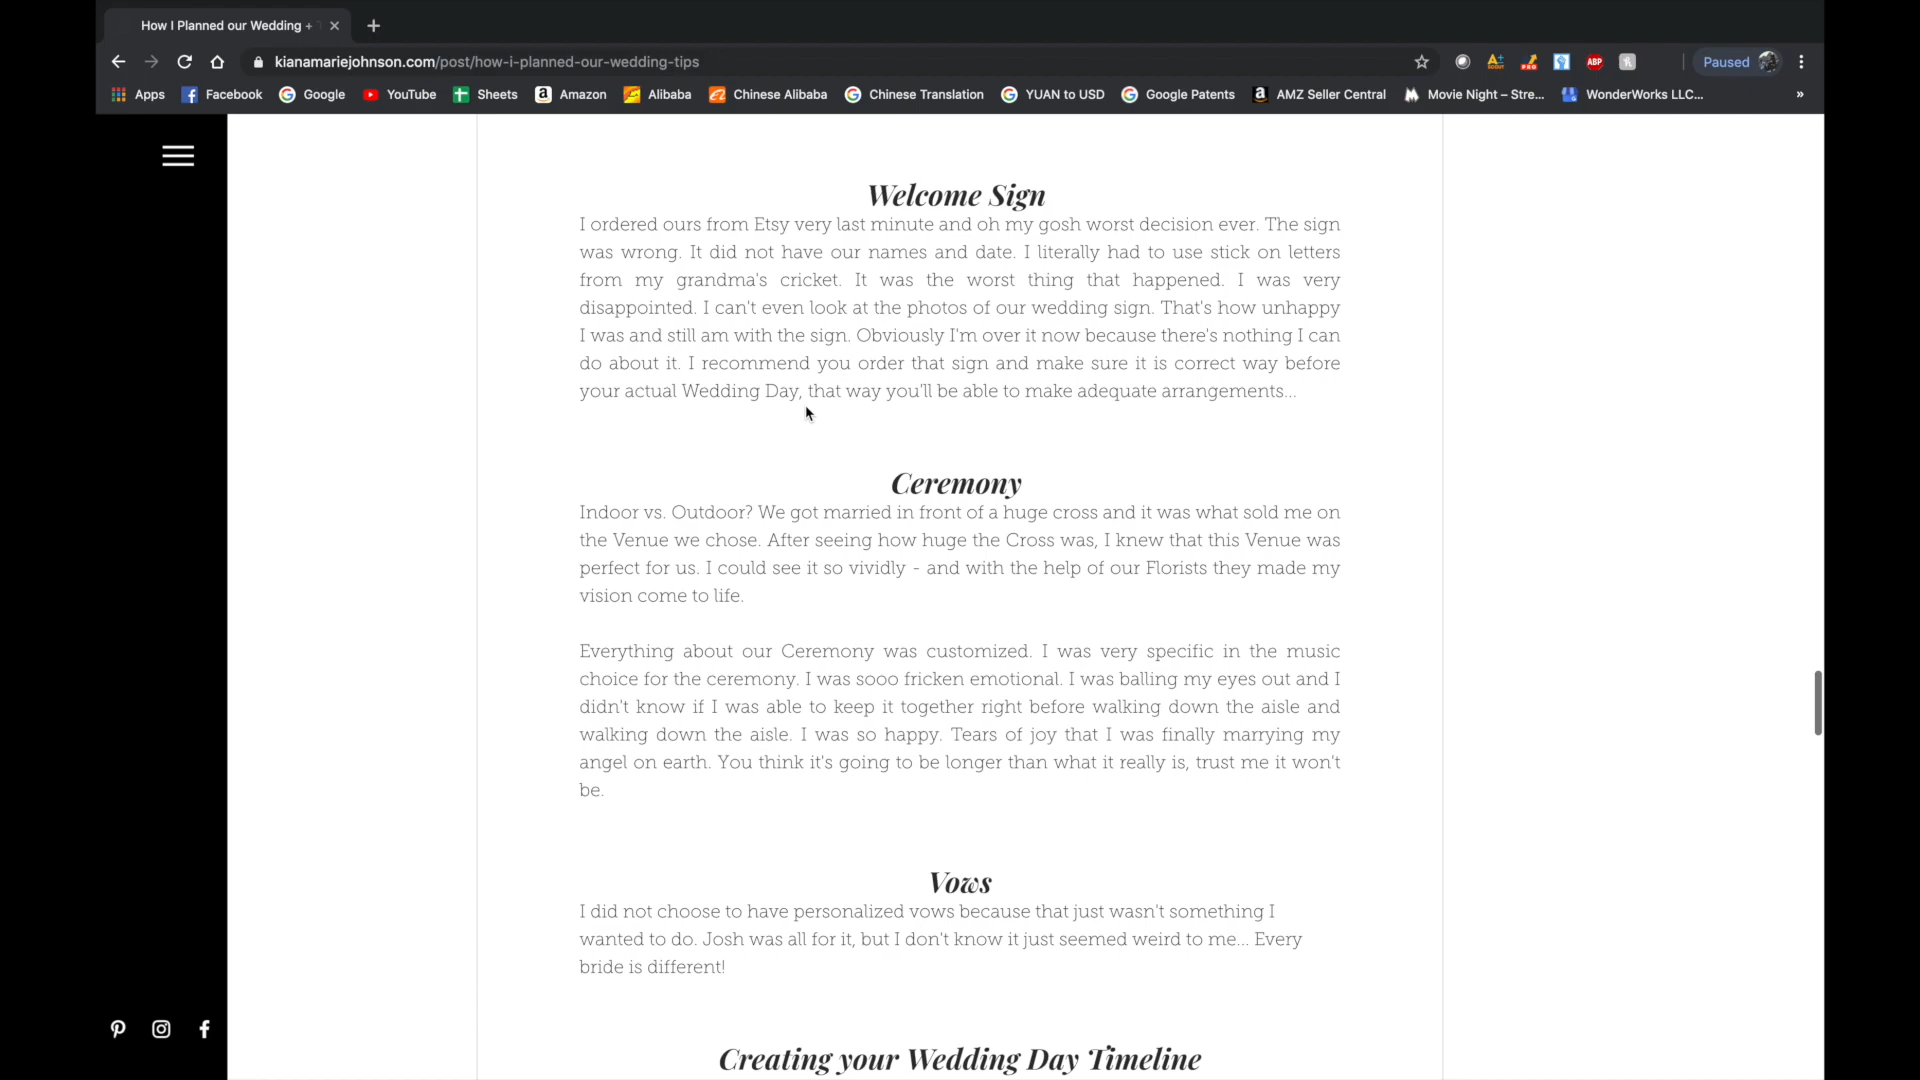 How I Planned our Wedding +
kianamariejohnson.com/post/how-i-planned-our-wedding-tips
Paused
Apps Facebook Google YouTube Sheets Amazon Alibaba Chinese Alibaba Chinese Translation YUAN to USD Google Patents AMZ Seller Central Movie Night – Stre... WonderWorks LLC... »
Welcome Sign
I ordered ours from Etsy very last minute and oh my gosh worst decision ever. The sign
was wrong. It did not have our names and date. I literally had to use stick on letters
from my grandma's cricket. It was the worst thing that happened. I was very
disappointed. I can't even look at the photos of our wedding sign. That's how unhappy
I was and still am with the sign. Obviously I'm over it now because there's nothing I can
do about it. I recommend you order that sign and make sure it is correct way before
your actual Wedding Day, that way you'll be able to make adequate arrangements...
Ceremony
Indoor vs. Outdoor? We got married in front of a huge cross and it was what sold me on
the Venue we chose. After seeing how huge the Cross was, I knew that this Venue was
perfect for us. I could see it so vividly - and with the help of our Florists they made my
vision come to life.
Everything about our Ceremony was customized. I was very specific in the music
choice for the ceremony. I was sooo fricken emotional. I was balling my eyes out and I
didn't know if I was able to keep it together right before walking down the aisle and
walking down the aisle. I was so happy. Tears of joy that I was finally marrying my
angel on earth. You think it's going to be longer than what it really is, trust me it won't
be.
Vows
I did not choose to have personalized vows because that just wasn't something I
wanted to do. Josh was all for it, but I don't know it just seemed weird to me... Every
bride is different!
Creating your Wedding Day Timeline